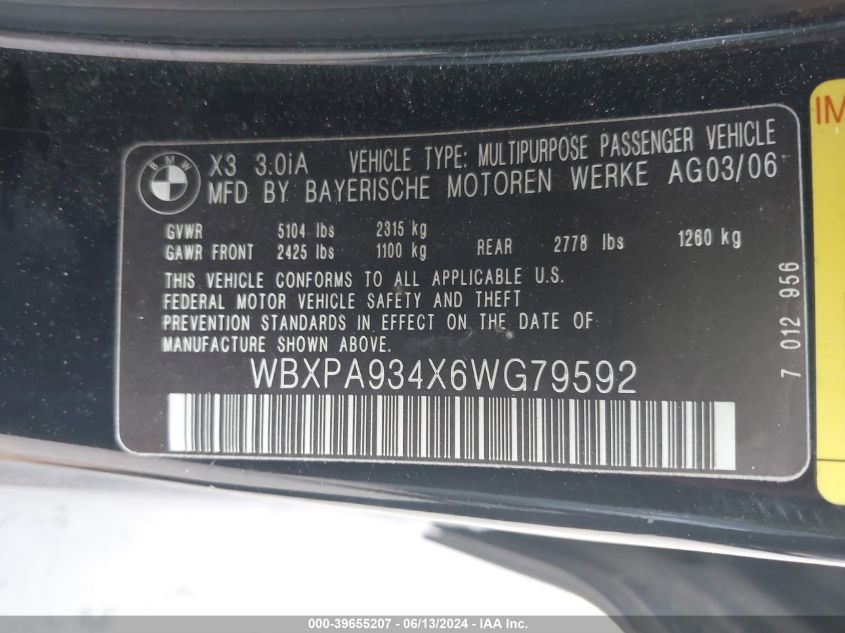 BMW
X3 3.0iA VEHICLE TYPE: MULTIPURPOSE PASSENGER VEHICLE
MFD BY BAYERISCHE MOTOREN WERKE AG03/06
GVWR 5104 lbs 2315 kg
GAWR FRONT 2425 lbs 1100 kg REAR 2778 lbs 1260 kg
THIS VEHICLE CONFORMS TO ALL APPLICABLE U.S.
FEDERAL MOTOR VEHICLE SAFETY AND THEFT
PREVENTION STANDARDS IN EFFECT ON THE DATE OF
MANUFACTURE SHOWN ABOVE.
WBXPA934X6WG79592
7 012 956
IM
000-39655207 - 06/13/2024 - IAA Inc.